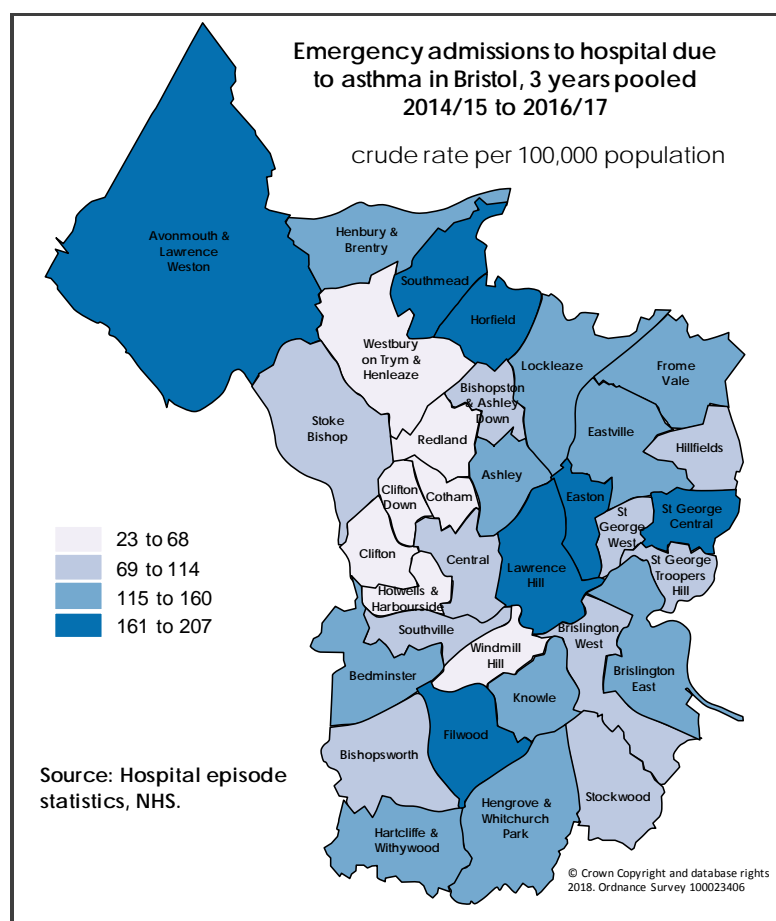 Emergency admissions to hospital due
to asthma in Bristol, 3 years pooled
2014/15 to 2016/17
crude rate per 100,000 population
Avonmouth &
Lawrence
Weston
Henbury &
Brentry
Southmead
Horfield
Westbury
on Trym &
Henleaze
Lockleaze
Frome
Vale
Bishopston
& Ashley
Down
Stoke
Bishop
Redland
Eastville
Hillfields
Ashley
Clifton
Down
Cotham
Easton
St
George
West
St George
Central
Clifton
Central
Lawrence
Hill
St George
Troopers
Hill
Hotwells &
Harbourside
Southville
Windmill
Hill
Brislington
West
Brislington
East
Bedminster
Knowle
Filwood
Bishopsworth
Stockwood
Hengrove &
Whitchurch
Park
Hartcliffe &
Withywood
23 to 68
69 to 114
115 to 160
161 to 207
Source: Hospital episode
statistics, NHS.
© Crown Copyright and database rights
2018. Ordnance Survey 100023406